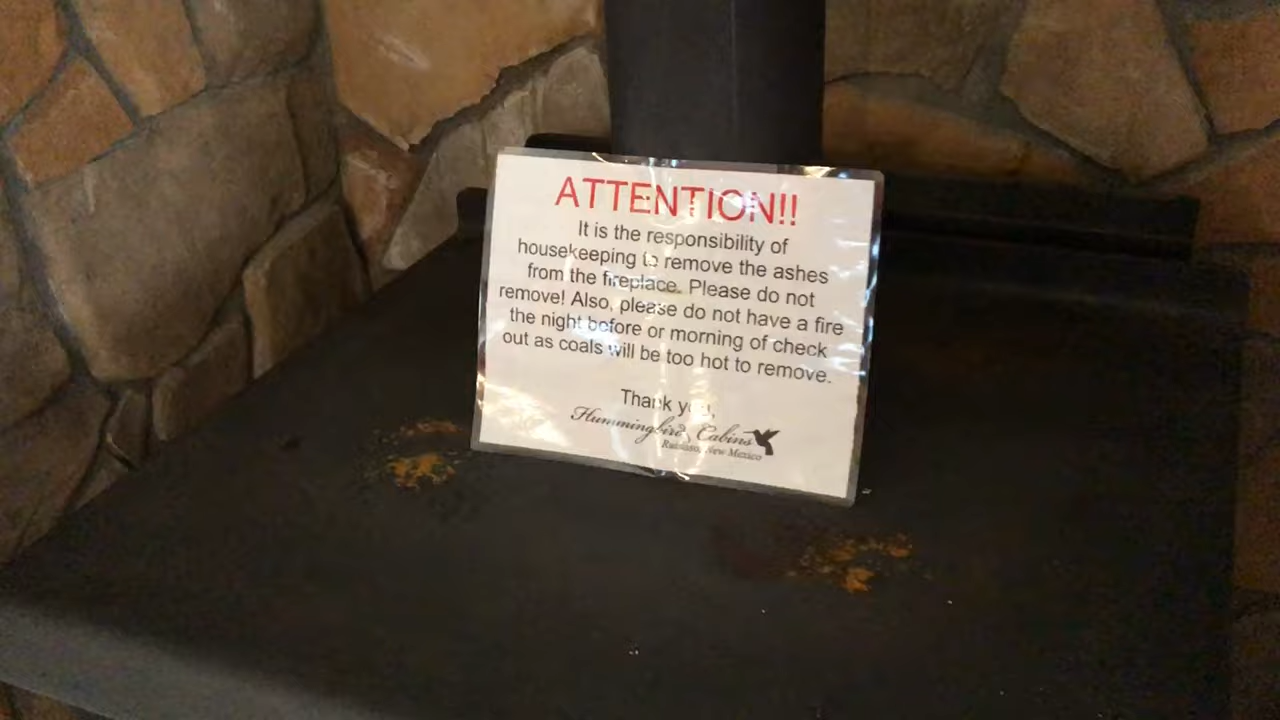 ATTENTION!!
It is the responsibility of
housekeeping to remove the ashes
from the fireplace. Please do not
remove! Also, please do not have a fire
the night before or morning of check
out as coals will be too hot to remove.
Thank you,
Hummingbird Cabins
Ruidoso, New Mexico